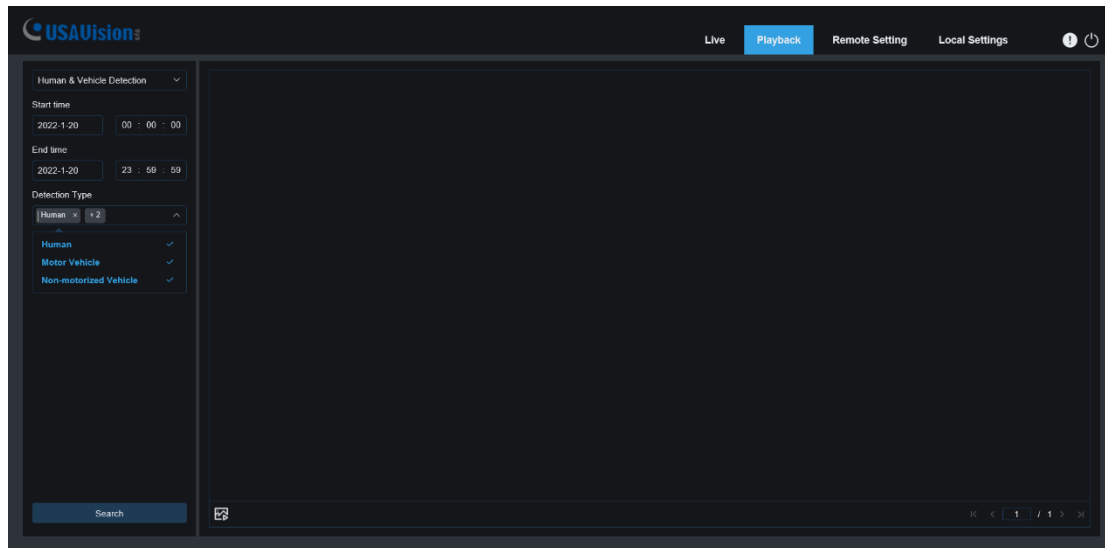 USAVision
Live Playback Remote Setting Local Settings !
Human & Vehicle Detection
Start time
2022-1-20 00 : 00 : 00
End time
2022-1-20 23 : 59 : 59
Detection Type
Human × +2
Human
Motor Vehicle
Non-motorized Vehicle
Search
1 / 1